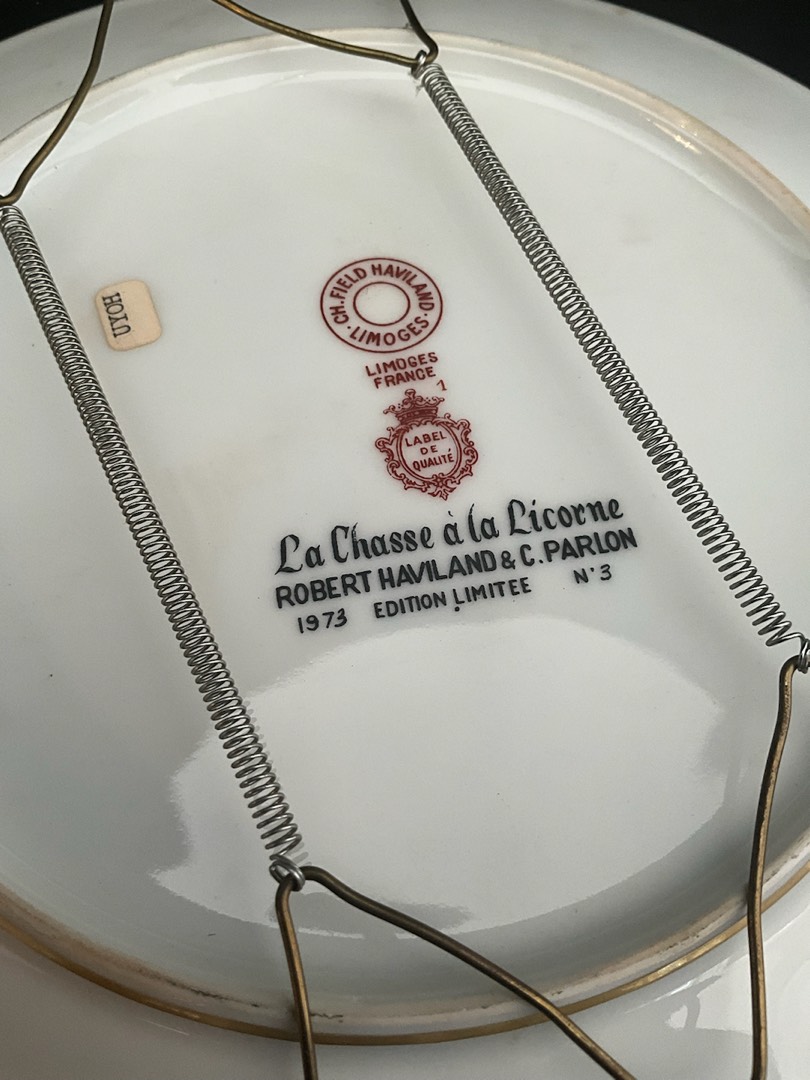 UYOH
CH. FIELD HAVILAND
· LIMOGES ·
LIMOGES
FRANCE
1
LABEL
DE
QUALITÉ
La Chasse à la Licorne
ROBERT HAVILAND & C. PARLON
1973 EDITION LIMITEE N° 3